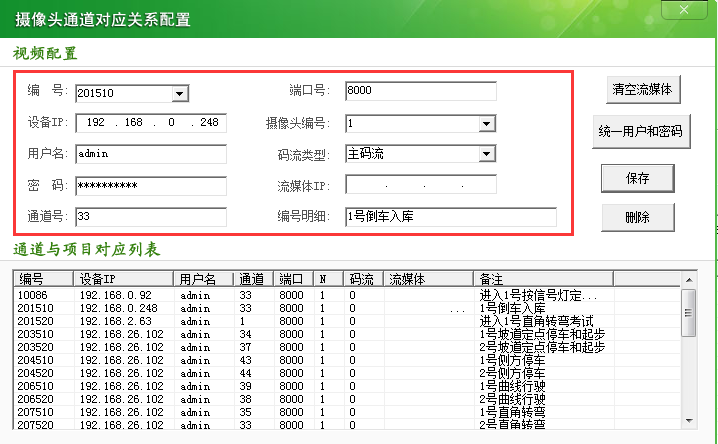 摄像头通道对应关系配置
视频配置
编 号: 201510 端口号: 8000 清空流媒体
设备IP: 192 . 168 . 0 . 248 摄像头编号: 1 统一用户和密码
用户名: admin 码流类型: 主码流
密 码: ********** 流媒体IP: . . . 保存
通道号: 33 编号明细: 1号倒车入库 删除
通道与项目对应列表
编号 设备IP 用户名 通道 端口 N 码流 流媒体 备注
10086 192.168.0.92 admin 33 8000 1 0 进入1号按信号灯定...
201510 192.168.0.248 admin 33 8000 1 0 ... 1号倒车入库
201520 192.168.2.63 admin 1 8000 1 0 进入1号直角转弯考试
203510 192.168.26.102 admin 34 8000 1 0 1号坡道定点停车和起步
203520 192.168.26.102 admin 37 8000 1 0 2号坡道定点停车和起步
204510 192.168.26.102 admin 43 8000 1 0 1号侧方停车
204520 192.168.26.102 admin 44 8000 1 0 2号侧方停车
206510 192.168.26.102 admin 39 8000 1 0 1号曲线行驶
206520 192.168.26.102 admin 38 8000 1 0 2号曲线行驶
207510 192.168.26.102 admin 35 8000 1 0 1号直角转弯
207520 192.168.26.102 admin 33 8000 1 0 2号直角转弯